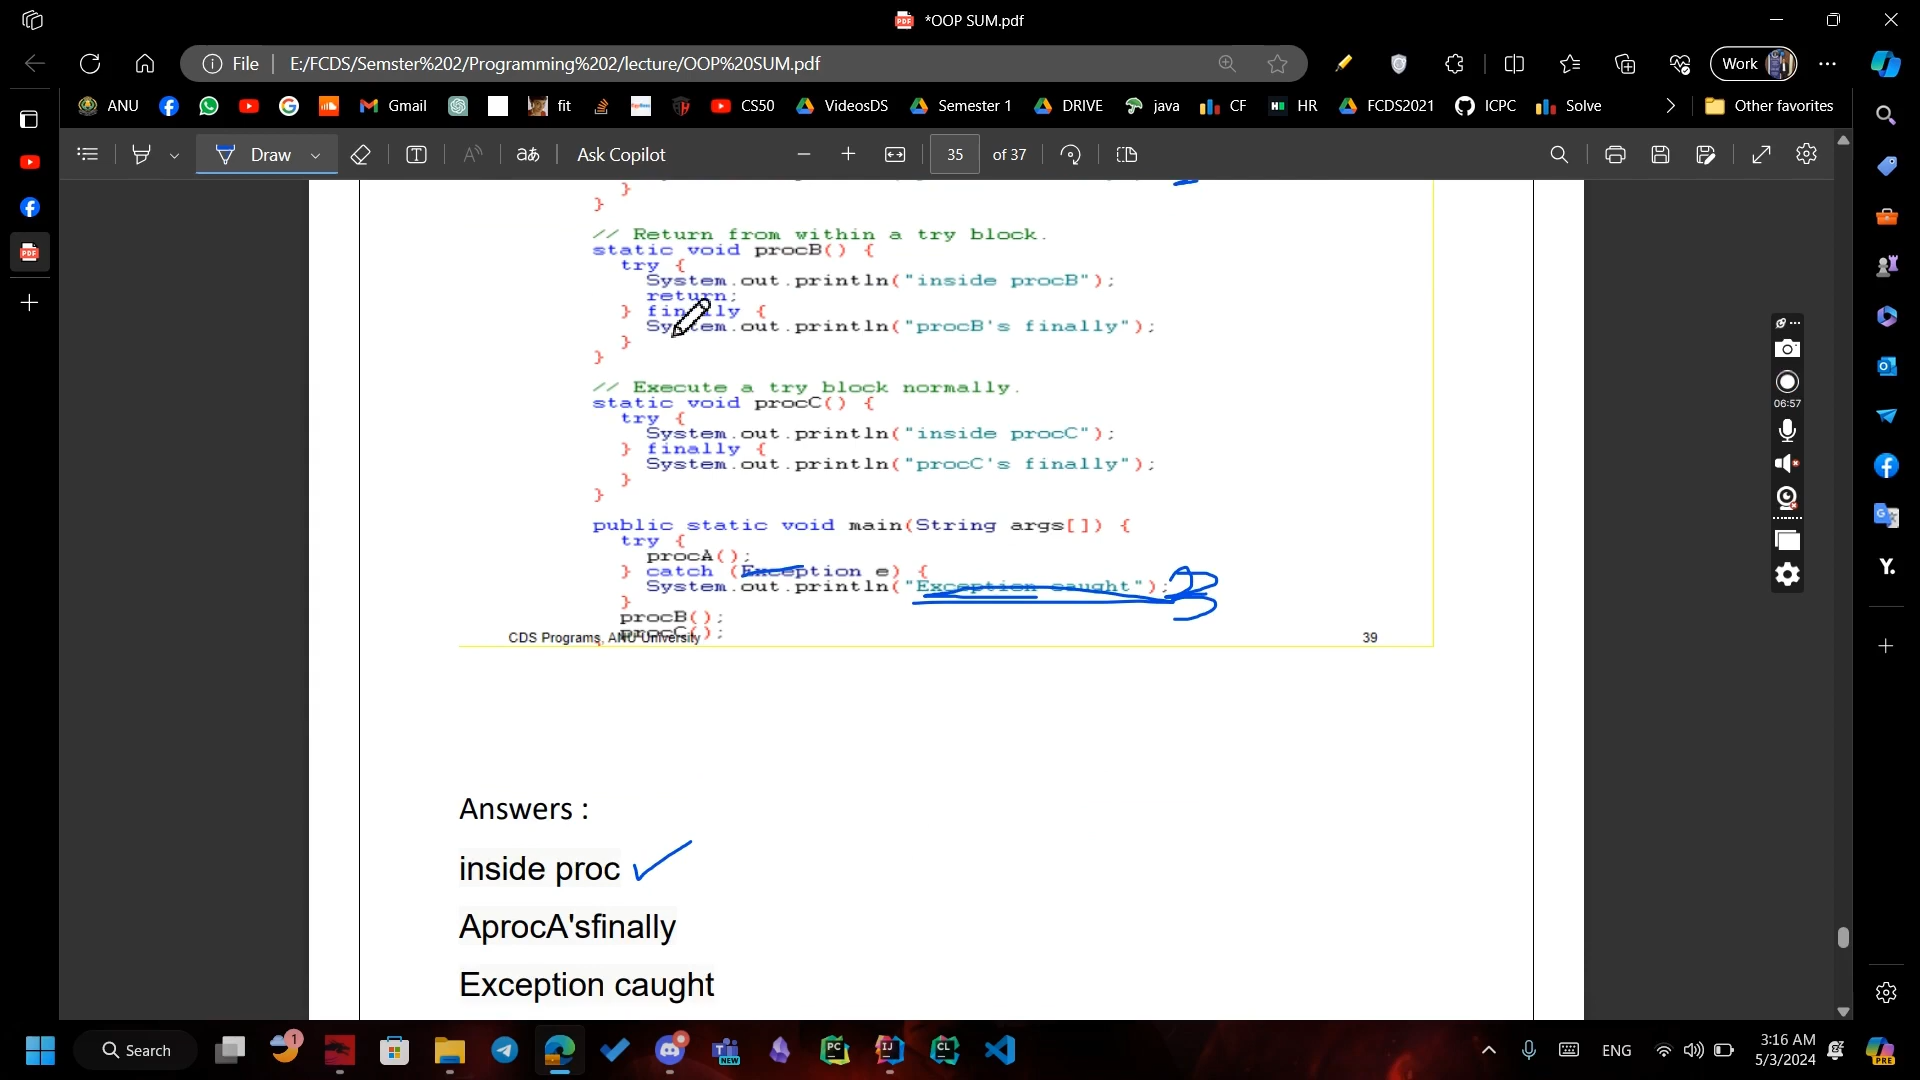 *OOP SUM.pdf
File E:/FCDS/Semster%202/Programming%202/lecture/OOP%20SUM.pdf Work
ANU Gmail fit CS50 VideosDS Semester 1 DRIVE java CF HR FCDS2021 ICPC Solve Other favorites
Draw Ask Copilot 35 of 37
}
}
// Return from within a try block.
static void procB() {
try {
System.out.println("inside procB");
return;
} finally {
System.out.println("procB's finally");
}
}
// Execute a try block normally.
static void procC() {
try {
System.out.println("inside procC");
} finally {
System.out.println("procC's finally");
}
}
public static void main(String args[]) {
try {
procA();
} catch (Exception e) {
System.out.println("Exception caught");
}
procB();
procC();
CDS Programs, ANU University 39
06:57
Answers :
inside proc
AprocA'sfinally
Exception caught
Search ENG 3:16 AM
5/3/2024